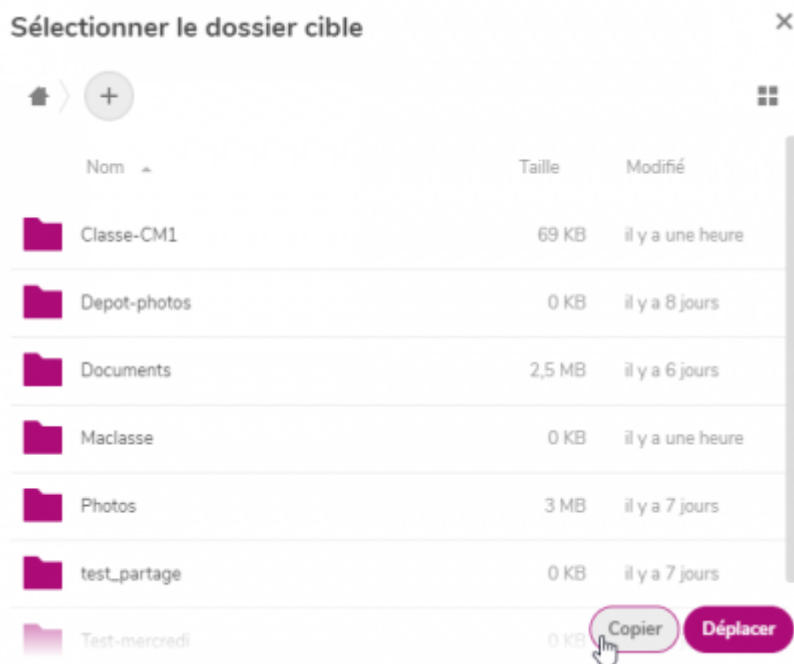 Sélectionner le dossier cible
Nom Taille Modifié
Classe-CM1 69 KB il y a une heure
Depot-photos 0 KB il y a 8 jours
Documents 2,5 MB il y a 6 jours
Maclasse 0 KB il y a une heure
Photos 3 MB il y a 7 jours
test_partage 0 KB il y a 7 jours
Test-mercredi 0 KB
Copier Déplacer